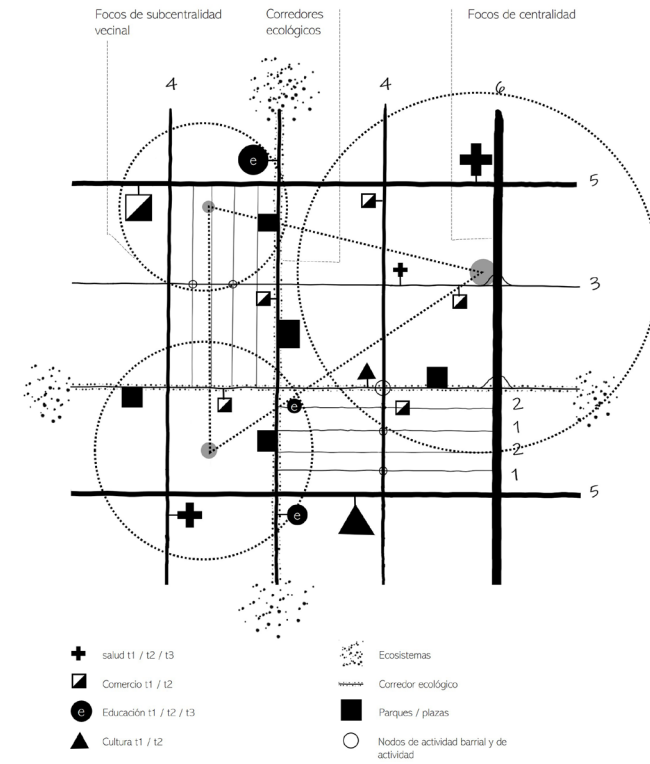 Focos de subcentralidad
vecinal
Corredores
ecológicos
Focos de centralidad
4
4
6
e
5
3
e
2
1
2
1
5
e
salud t1 / t2 / t3
Comercio t1 / t2
e
Educación t1 / t2 / t3
Cultura t1 / t2
Ecosistemas
Corredor ecológico
Parques / plazas
Nodos de actividad barrial y de
actividad